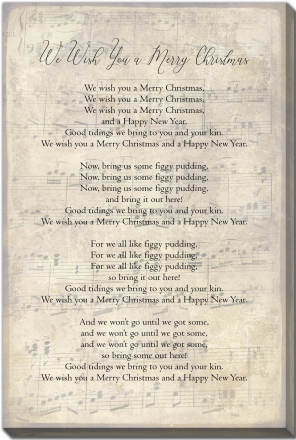 We Wish You a Merry Christmas
We wish you a Merry Christmas,
We wish you a Merry Christmas,
We wish you a Merry Christmas,
and a Happy New Year.
Good tidings we bring to you and your kin.
We wish you a Merry Christmas and a Happy New Year.
Now, bring us some figgy pudding,
Now, bring us some figgy pudding,
Now, bring us some figgy pudding,
and bring it out here!
Good tidings we bring to you and your kin.
We wish you a Merry Christmas and a Happy New Year.
For we all like figgy pudding,
For we all like figgy pudding,
For we all like figgy pudding,
so bring it out here!
Good tidings we bring to you and your kin.
We wish you a Merry Christmas and a Happy New Year.
And we won't go until we got some,
and we won't go until we got some,
and we won't go until we got some,
so bring some out here!
Good tidings we bring to you and your kin.
We wish you a Merry Christmas and a Happy New Year.